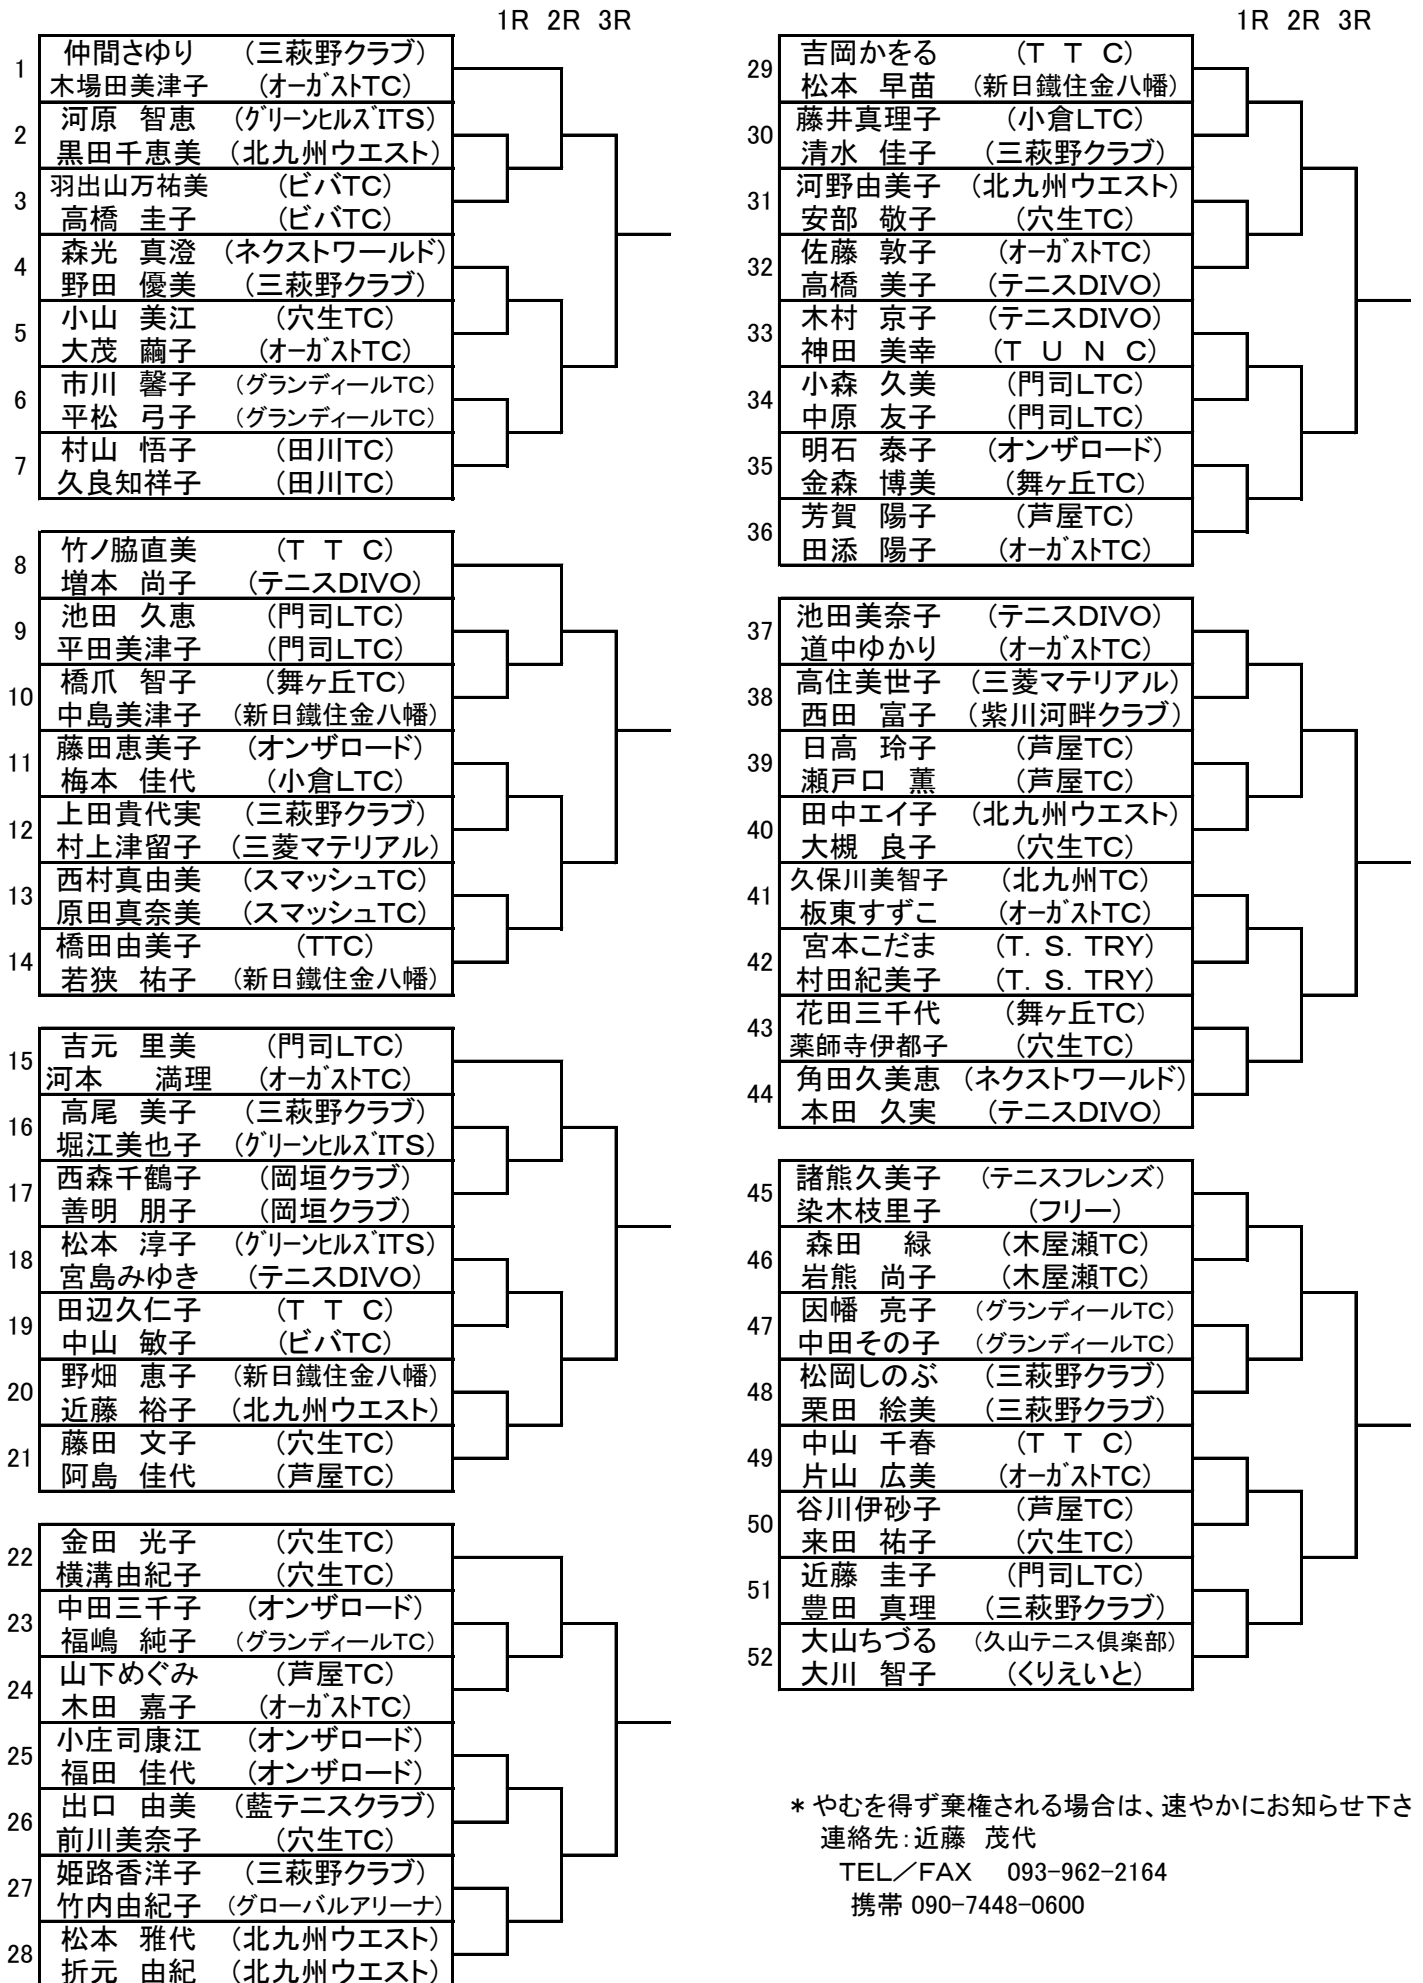 1R 2R 3R
1 仲間さゆり (三萩野クラブ)
木場田美津子 (オーガストTC)
2 河原 智恵 (グリーンヒルズITS)
黒田千恵美 (北九州ウエスト)
3 羽出山万祐美 (ビバTC)
高橋 圭子 (ビバTC)
4 森光 真澄 (ネクストワールド)
野田 優美 (三萩野クラブ)
5 小山 美江 (穴生TC)
大茂 繭子 (オーガストTC)
6 市川 馨子 (グランディールTC)
平松 弓子 (グランディールTC)
7 村山 悟子 (田川TC)
久良知祥子 (田川TC)
8 竹ノ脇直美 (T T C)
増本 尚子 (テニスDIVO)
9 池田 久恵 (門司LTC)
平田美津子 (門司LTC)
10 橋爪 智子 (舞ヶ丘TC)
中島美津子 (新日鐵住金八幡)
11 藤田恵美子 (オンザロード)
梅本 佳代 (小倉LTC)
12 上田貴代実 (三萩野クラブ)
村上津留子 (三菱マテリアル)
13 西村真由美 (スマッシュTC)
原田真奈美 (スマッシュTC)
14 橋田由美子 (TTC)
若狭 祐子 (新日鐵住金八幡)
15 吉元 里美 (門司LTC)
河本 満理 (オーガストTC)
16 高尾 美子 (三萩野クラブ)
堀江美也子 (グリーンヒルズITS)
17 西森千鶴子 (岡垣クラブ)
善明 朋子 (岡垣クラブ)
18 松本 淳子 (グリーンヒルズITS)
宮島みゆき (テニスDIVO)
19 田辺久仁子 (T T C)
中山 敏子 (ビバTC)
20 野畑 恵子 (新日鐵住金八幡)
近藤 裕子 (北九州ウエスト)
21 藤田 文子 (穴生TC)
阿島 佳代 (芦屋TC)
22 金田 光子 (穴生TC)
横溝由紀子 (穴生TC)
23 中田三千子 (オンザロード)
福嶋 純子 (グランディールTC)
24 山下めぐみ (芦屋TC)
木田 嘉子 (オーガストTC)
25 小庄司康江 (オンザロード)
福田 佳代 (オンザロード)
26 出口 由美 (藍テニスクラブ)
前川美奈子 (穴生TC)
27 姫路香洋子 (三萩野クラブ)
竹内由紀子 (グローバルアリーナ)
28 松本 雅代 (北九州ウエスト)
折元 由紀 (北九州ウエスト)
1R 2R 3R
29 吉岡かをる (T T C)
松本 早苗 (新日鐵住金八幡)
30 藤井真理子 (小倉LTC)
清水 佳子 (三萩野クラブ)
31 河野由美子 (北九州ウエスト)
安部 敬子 (穴生TC)
32 佐藤 敦子 (オーガストTC)
高橋 美子 (テニスDIVO)
33 木村 京子 (テニスDIVO)
神田 美幸 (T U N C)
34 小森 久美 (門司LTC)
中原 友子 (門司LTC)
35 明石 泰子 (オンザロード)
金森 博美 (舞ヶ丘TC)
36 芳賀 陽子 (芦屋TC)
田添 陽子 (オーガストTC)
37 池田美奈子 (テニスDIVO)
道中ゆかり (オーガストTC)
38 高住美世子 (三菱マテリアル)
西田 富子 (紫川河畔クラブ)
39 日高 玲子 (芦屋TC)
瀬戸口 薫 (芦屋TC)
40 田中エイ子 (北九州ウエスト)
大槻 良子 (穴生TC)
41 久保川美智子 (北九州TC)
板東すずこ (オーガストTC)
42 宮本こだま (T. S. TRY)
村田紀美子 (T. S. TRY)
43 花田三千代 (舞ヶ丘TC)
薬師寺伊都子 (穴生TC)
44 角田久美恵 (ネクストワールド)
本田 久実 (テニスDIVO)
45 諸熊久美子 (テニスフレンズ)
染木枝里子 (フリー)
46 森田 緑 (木屋瀬TC)
岩熊 尚子 (木屋瀬TC)
47 因幡 亮子 (グランディールTC)
中田その子 (グランディールTC)
48 松岡しのぶ (三萩野クラブ)
栗田 絵美 (三萩野クラブ)
49 中山 千春 (T T C)
片山 広美 (オーガストTC)
50 谷川伊砂子 (芦屋TC)
来田 祐子 (穴生TC)
51 近藤 圭子 (門司LTC)
豊田 真理 (三萩野クラブ)
52 大山ちづる (久山テニス倶楽部)
大川 智子 (くりえいと)
* やむを得ず棄権される場合は、速やかにお知らせ下さ
連絡先:近藤 茂代
TEL/FAX 093-962-2164
携帯 090-7448-0600